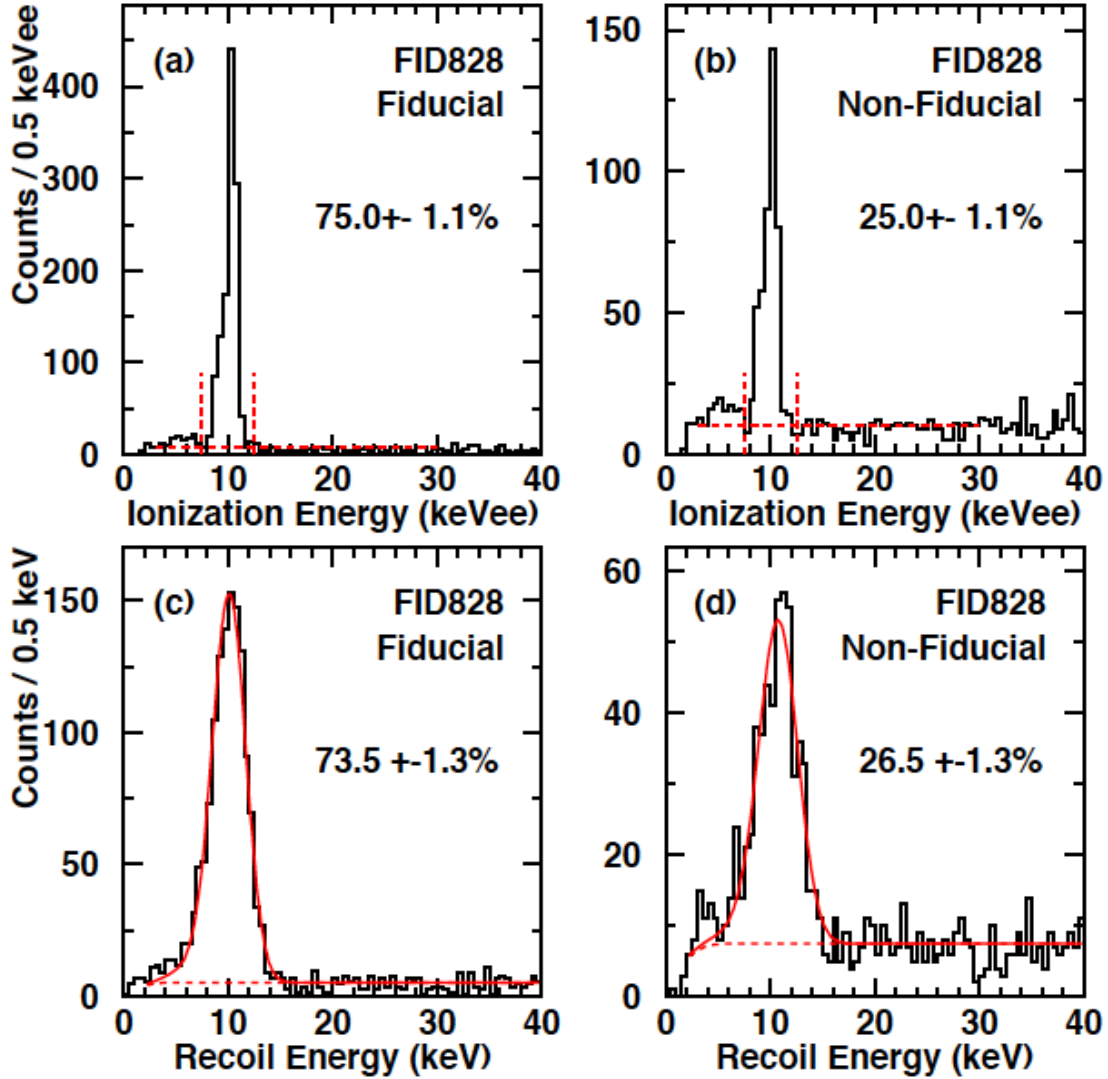 (a) FID828
Fiducial
75.0+- 1.1%
Counts / 0.5 keVee
400
300
200
100
0
0 10 20 30 40
Ionization Energy (keVee)
(b) FID828
Non-Fiducial
25.0+- 1.1%
150
100
50
0
0 10 20 30 40
Ionization Energy (keVee)
(c) FID828
Fiducial
73.5 +-1.3%
Counts / 0.5 keV
150
100
50
0
0 10 20 30 40
Recoil Energy (keV)
(d) FID828
Non-Fiducial
26.5 +-1.3%
60
40
20
0
0 10 20 30 40
Recoil Energy (keV)